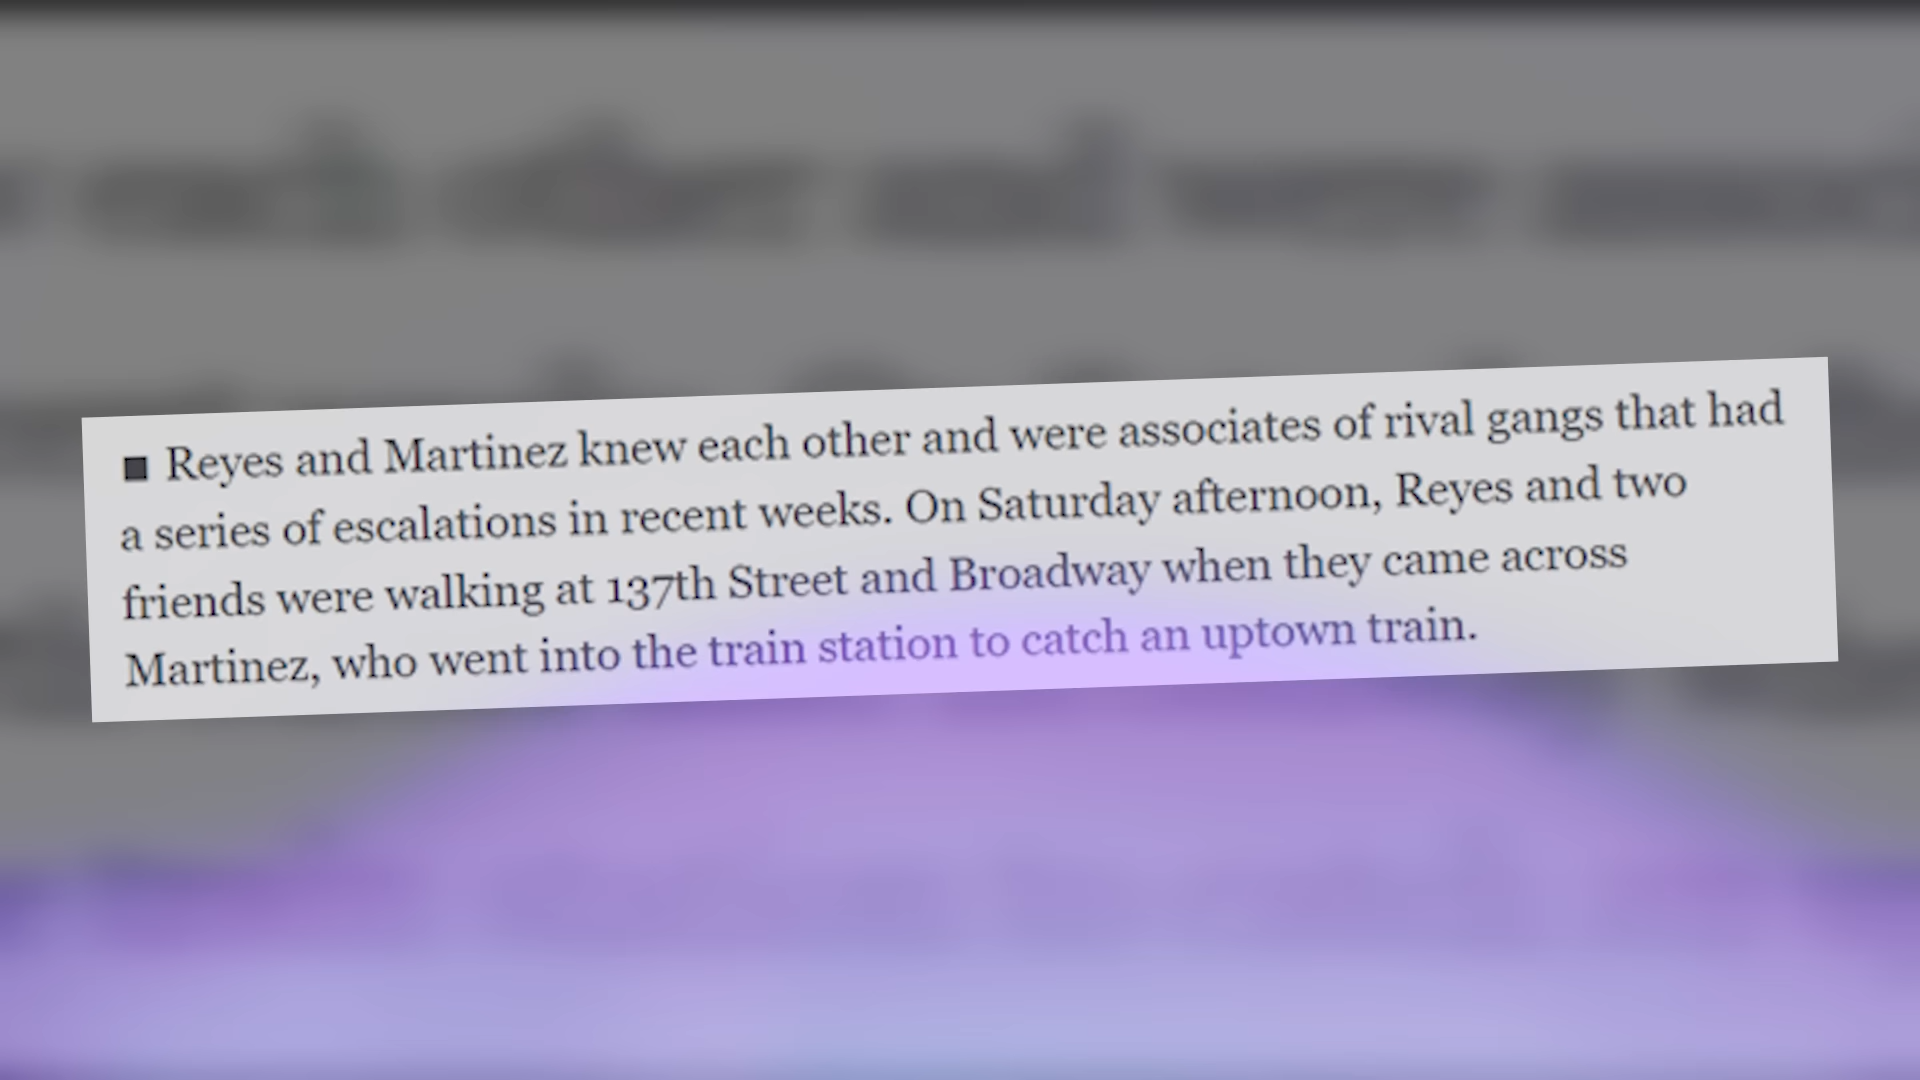 ■ Reyes and Martinez knew each other and were associates of rival gangs that had
a series of escalations in recent weeks. On Saturday afternoon, Reyes and two
friends were walking at 137th Street and Broadway when they came across
Martinez, who went into the train station to catch an uptown train.